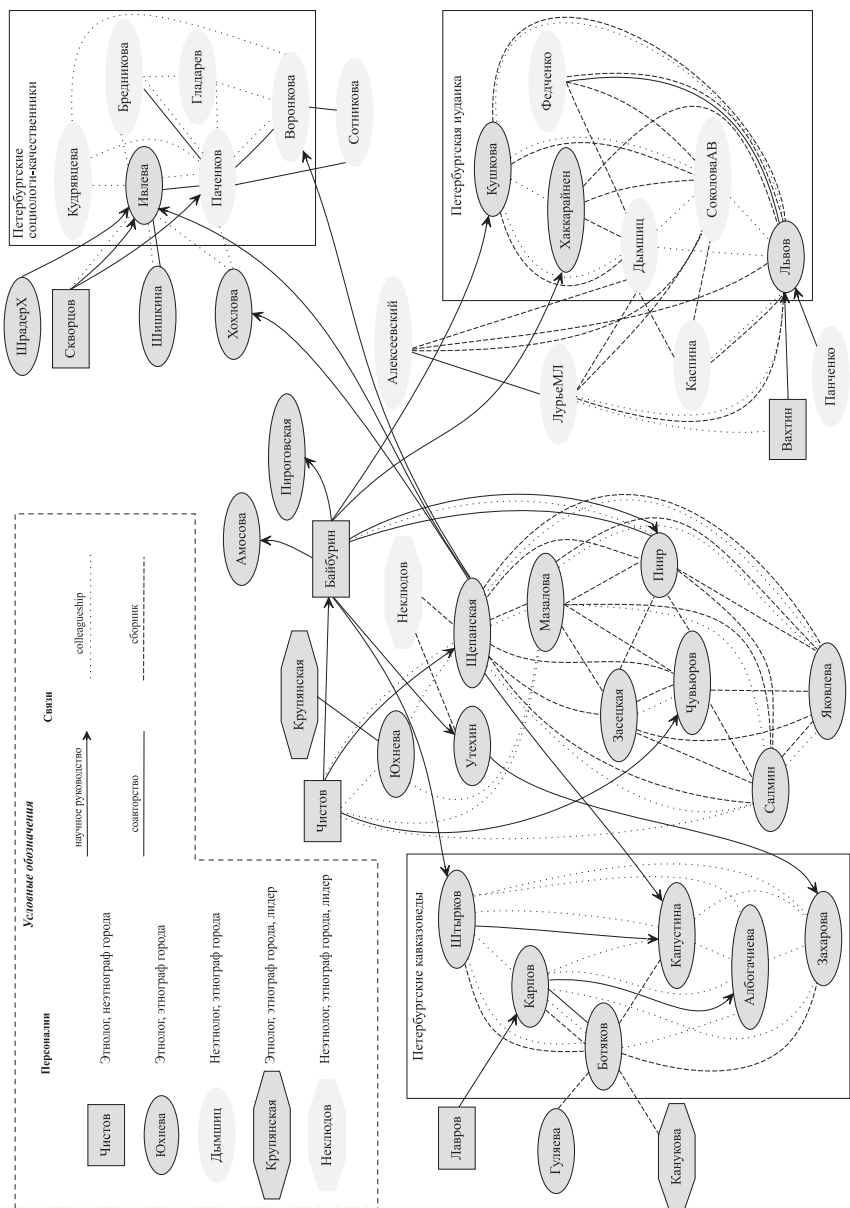 Условные обозначения
Персоналии
Связи
Чистов
Этнолог, неэтнограф города
Юхнева
Этнолог, этнограф города
Дымшиц
Неэтнолог, этнограф города
Крупянская
Этнолог, этнограф города, лидер
Неклюдов
Неэтнолог, этнограф города, лидер
научное руководство
colleagueship
соавторство
сборник
Петербургские
социологи-качественники
Кудрявцева
Бредникова
Гладарев
Ивлева
Паченков
Воронкова
Сотникова
ШрадерХ
Скворцов
Шишкина
Хохлова
Петербургская иудаика
Кушкова
Федченко
Хаккарайнен
Дымшиц
СоколоваАВ
Львов
Алексеевский
ЛурьеМЛ
Каспина
Вахтин
Панченко
Амосова
Пироговская
Байбурин
Неклюдов
Крупянская
Чистов
Юхнева
Утехин
Щепанская
Мазалова
Пиир
Засецкая
Чувьюров
Салмин
Яковлева
Петербургские кавказоведы
Штырков
Карпов
Капустина
Ботяков
Албогачиева
Захарова
Лавров
Гуляева
Канукова